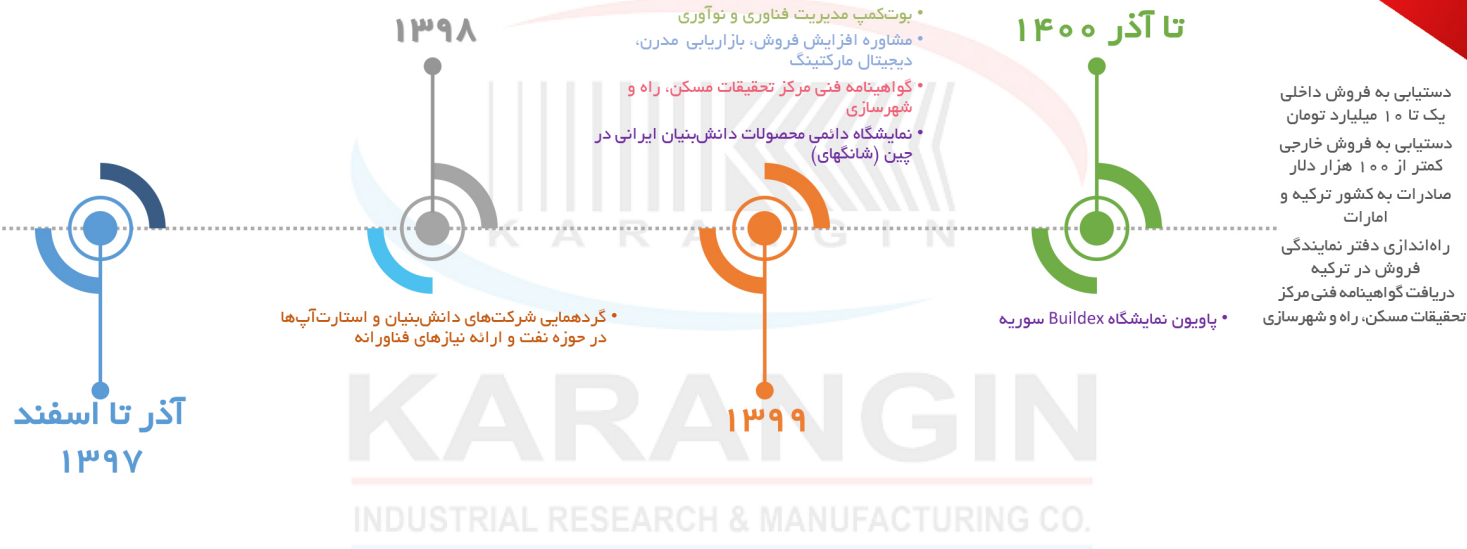 آذر تا اسفند
۱۳۹۷
۱۳۹۸
• گردهمایی شرکت‌های دانش‌بنیان و استارت‌آپ‌ها
در حوزه نفت و ارائه نیازهای فناورانه
• بوت‌کمپ مدیریت فناوری و نوآوری
• مشاوره افزایش فروش، بازاریابی مدرن،
دیجیتال مارکتینگ
• گواهینامه فنی مرکز تحقیقات مسکن، راه و
شهرسازی
• نمایشگاه دائمی محصولات دانش‌بنیان ایرانی در
چین (شانگهای)
۱۳۹۹
تا آذر ۱۴۰۰
• پاویون نمایشگاه Buildex سوریه
دستیابی به فروش داخلی
یک تا ۱۰ میلیارد تومان
دستیابی به فروش خارجی
کمتر از ۱۰۰ هزار دلار
صادرات به کشور ترکیه و
امارات
راه‌اندازی دفتر نمایندگی
فروش در ترکیه
دریافت گواهینامه فنی مرکز
تحقیقات مسکن، راه و شهرسازی
KARANGIN
KARANGIN
INDUSTRIAL RESEARCH & MANUFACTURING CO.